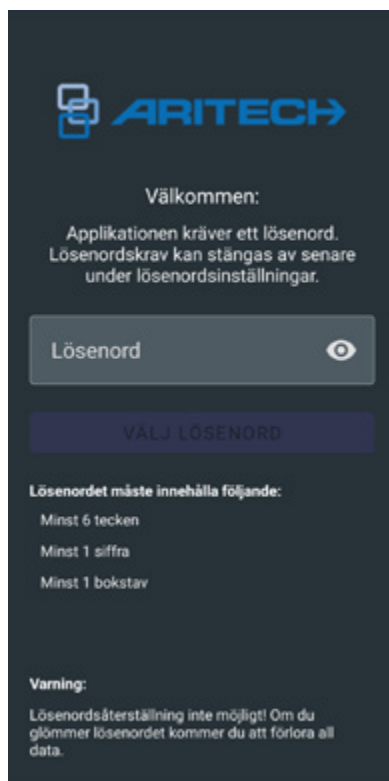 ARITECH
Välkommen:
Applikationen kräver ett lösenord.
Lösenordskrav kan stängas av senare
under lösenordsinställningar.
Lösenord
VÄLJ LÖSENORD
Lösenordet måste innehålla följande:
Minst 6 tecken
Minst 1 siffra
Minst 1 bokstav
Varning:
Lösenordsåterställning inte möjligt! Om du
glömmer lösenordet kommer du att förlora all
data.